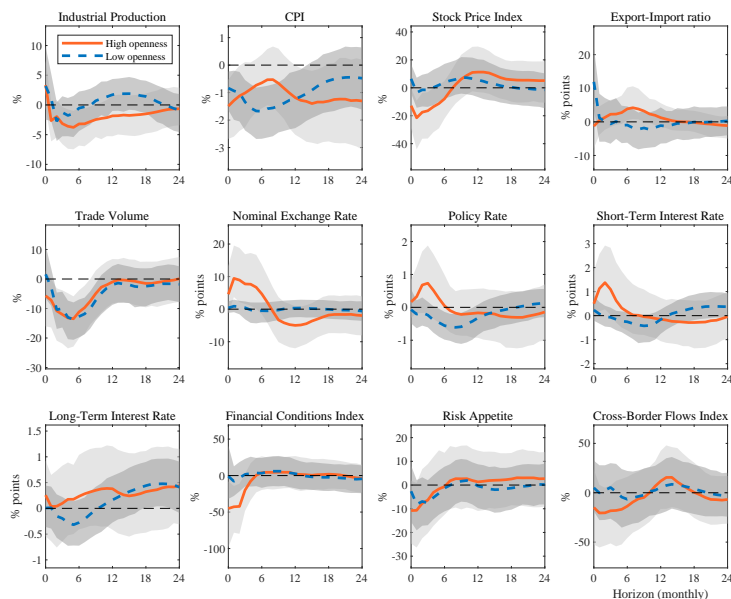 Industrial Production
CPI
Stock Price Index
Export-Import ratio
High openness
Low openness
%
10
5
0
-5
-10
0 6 12 18 24
1
0
-1
-2
-3
0 6 12 18 24
%
40
20
0
-20
-40
0 6 12 18 24
% points
10
0
-10
0 6 12 18 24
Trade Volume
Nominal Exchange Rate
Policy Rate
Short-Term Interest Rate
%
10
0
-10
-20
-30
0 6 12 18 24
% points
20
10
0
-10
0 6 12 18 24
% points
2
1
0
-1
0 6 12 18 24
% points
3
2
1
0
-1
-2
0 6 12 18 24
Long-Term Interest Rate
Financial Conditions Index
Risk Appetite
Cross-Border Flows Index
% points
1.5
1
0.5
0
-0.5
-1
0 6 12 18 24
%
50
0
-50
-100
0 6 12 18 24
%
20
10
0
-10
-20
-30
0 6 12 18 24
%
50
0
-50
0 6 12 18 24
Horizon (monthly)